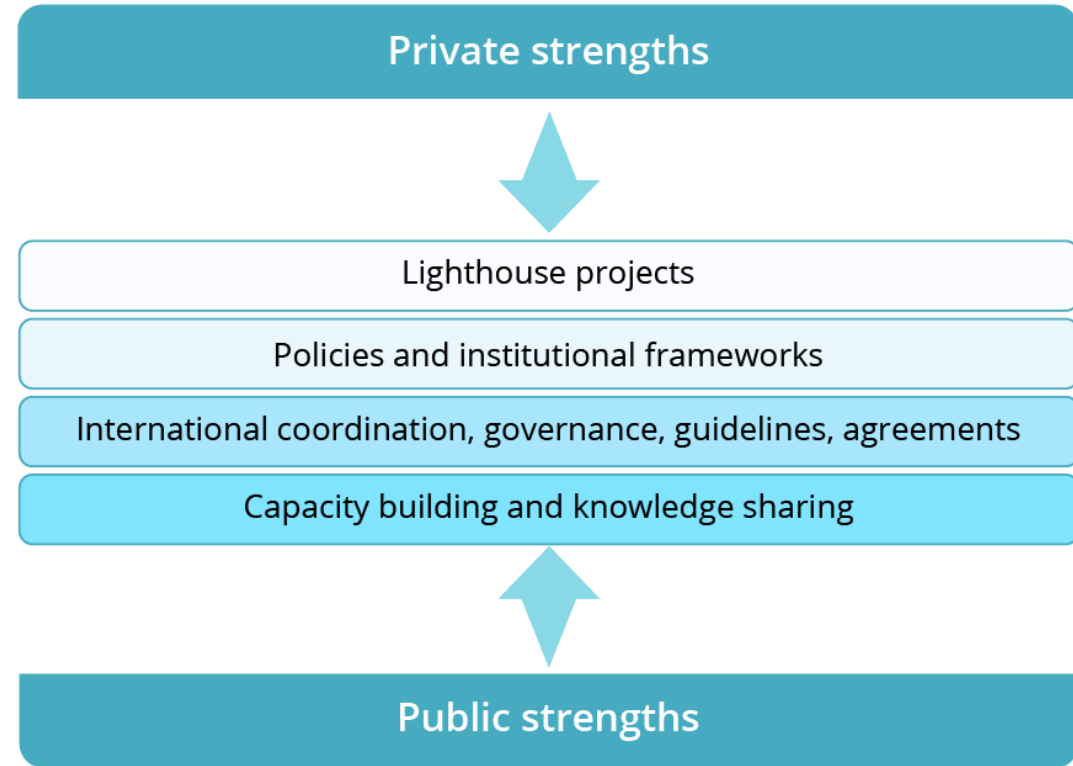 Private strengths
Lighthouse projects
Policies and institutional frameworks
International coordination, governance, guidelines, agreements
Capacity building and knowledge sharing
Public strengths